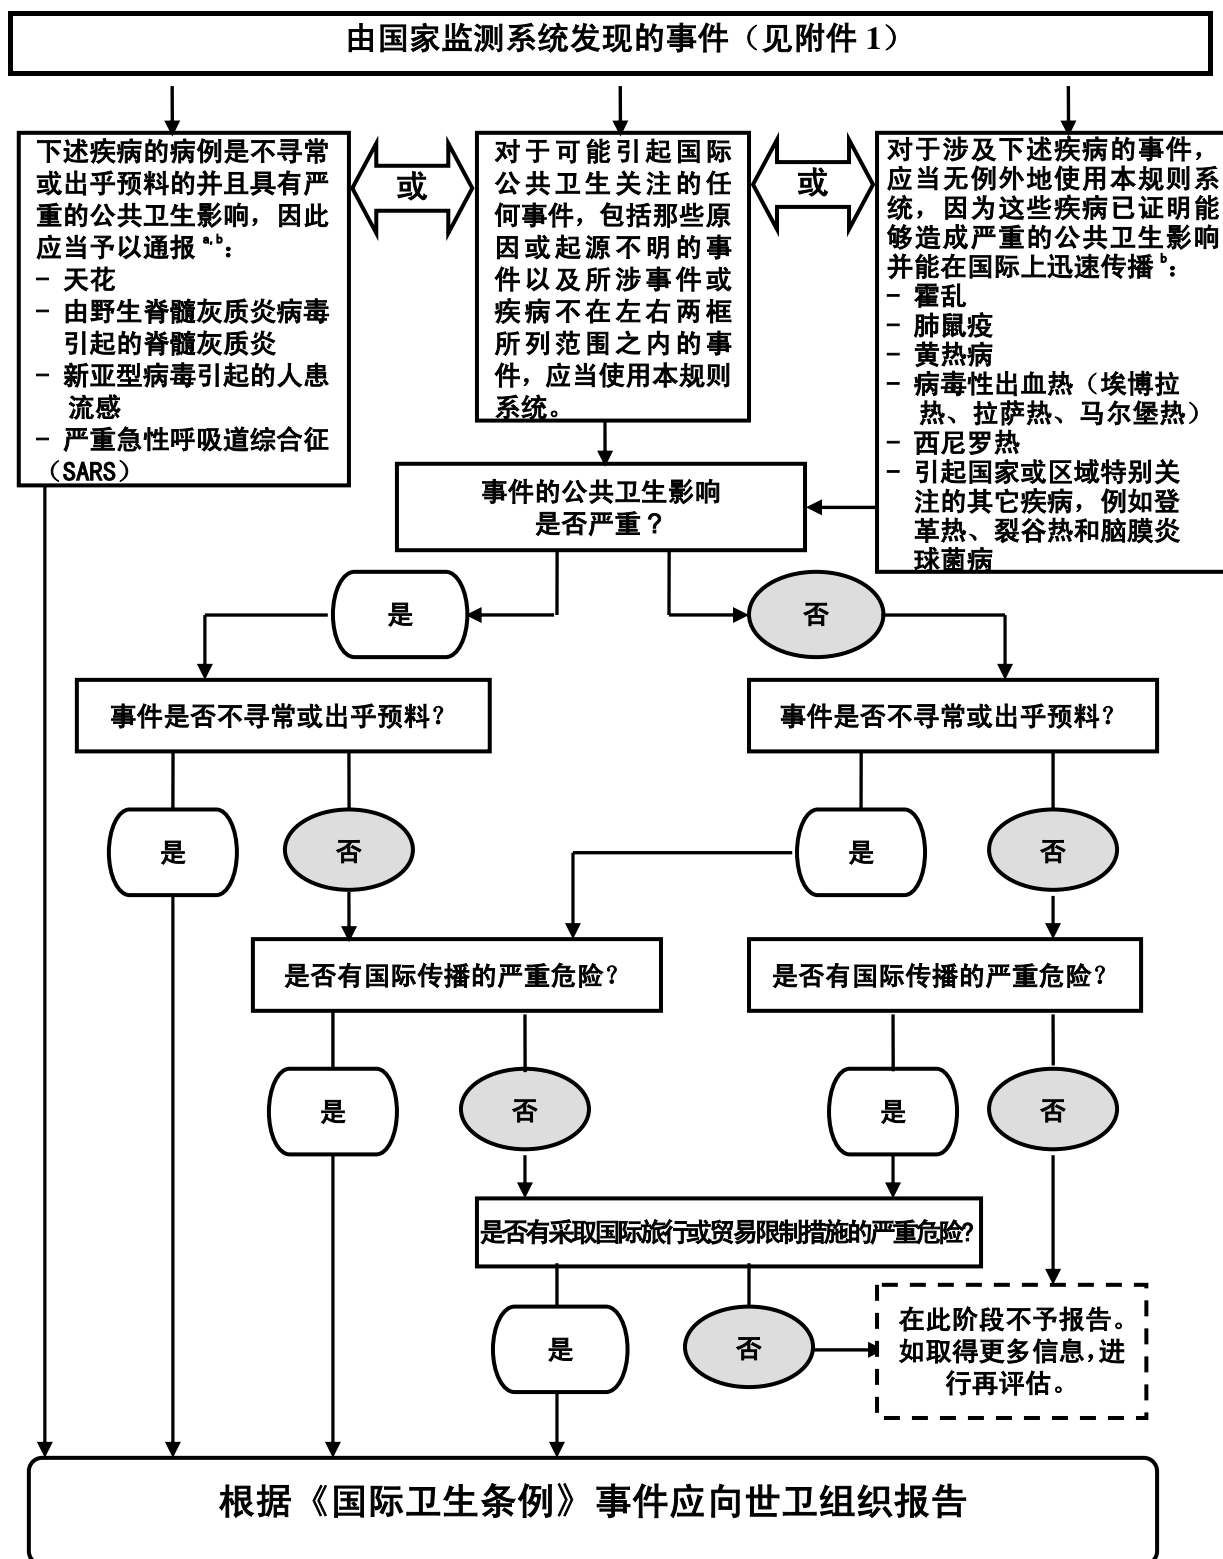 由国家监测系统发现的事件（见附件 1）
下述疾病的病例是不寻常
或出乎预料的并且具有严
重的公共卫生影响，因此
应当予以通报 a,b：
- 天花
- 由野生脊髓灰质炎病毒
引起的脊髓灰质炎
- 新亚型病毒引起的人患
流感
- 严重急性呼吸道综合征
（SARS）
或
对于可能引起国际
公共卫生关注的任
何事件，包括那些原
因或起源不明的事
件以及所涉事件或
疾病不在左右两框
所列范围之内的事
件，应当使用本规则
系统。
或
对于涉及下述疾病的事件，
应当无例外地使用本规则系
统，因为这些疾病已证明能
够造成严重的公共卫生影响
并能在国际上迅速传播 b：
- 霍乱
- 肺鼠疫
- 黄热病
- 病毒性出血热（埃博拉
热、拉萨热、马尔堡热）
- 西尼罗热
- 引起国家或区域特别关
注的其它疾病，例如登
革热、裂谷热和脑膜炎
球菌病
事件的公共卫生影响
是否严重？
是
否
事件是否不寻常或出乎预料？
事件是否不寻常或出乎预料？
是
否
是
否
是否有国际传播的严重危险？
是否有国际传播的严重危险？
是
否
是
否
是否有采取国际旅行或贸易限制措施的严重危险？
是
否
在此阶段不予报告。
如取得更多信息，进
行再评估。
根据《国际卫生条例》事件应向世卫组织报告